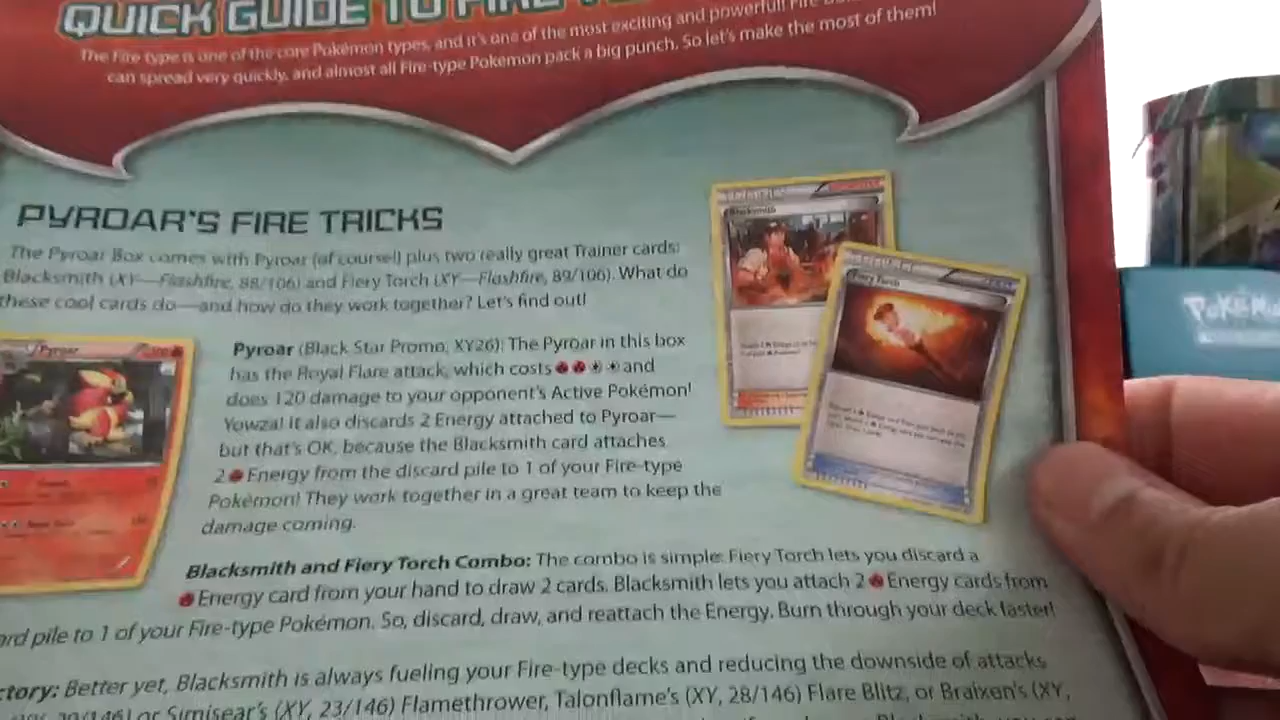 QUICK GUIDE TO FIRE
The Fire type is one of the core Pokémon types, and it's one of the most exciting and powerful! Fire
can spread very quickly, and almost all Fire-type Pokémon pack a big punch. So let's make the most of them!
PYROAR'S FIRE TRICKS
The Pyroar Box comes with Pyroar (of course!) plus two really great Trainer cards:
Blacksmith (XY—Flashfire, 88/106) and Fiery Torch (XY—Flashfire, 89/106). What do
these cool cards do—and how do they work together? Let's find out!
Blacksmith
Fiery Torch
Pyroar
Pyroar (Black Star Promo, XY26): The Pyroar in this box
has the Royal Flare attack, which costs and
does 120 damage to your opponent's Active Pokémon!
Yowza! It also discards 2 Energy attached to Pyroar—
but that's OK, because the Blacksmith card attaches
2 Energy from the discard pile to 1 of your Fire-type
Pokémon! They work together in a great team to keep the
damage coming.
Blacksmith and Fiery Torch Combo: The combo is simple: Fiery Torch lets you discard a
Energy card from your hand to draw 2 cards. Blacksmith lets you attach 2 Energy cards from
ard pile to 1 of your Fire-type Pokémon. So, discard, draw, and reattach the Energy. Burn through your deck faster!
ctory: Better yet, Blacksmith is always fueling your Fire-type decks and reducing the downside of attacks
or Simisear's (XY, 23/146) Flamethrower, Talonflame's (XY, 28/146) Flare Blitz, or Braixen's (XY,
POKéMON